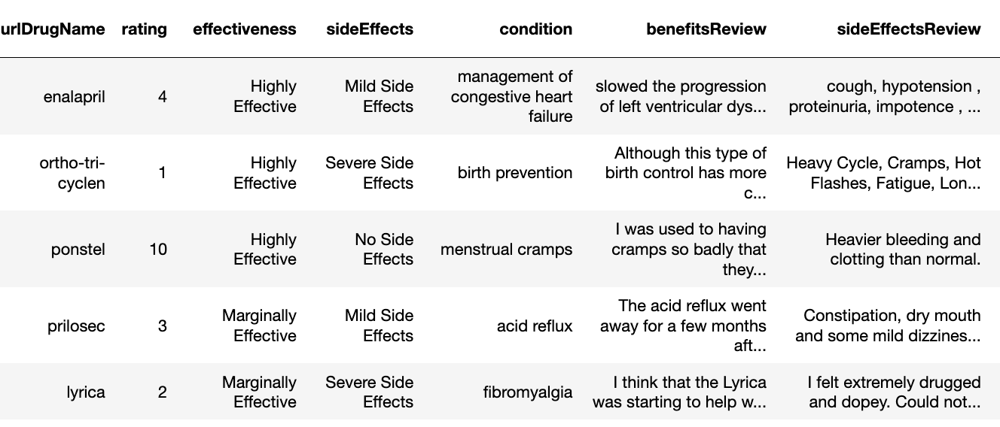 urlDrugName rating effectiveness sideEffects condition benefitsReview sideEffectsReview
enalapril 4 Highly Effective Mild Side Effects management of congestive heart failure slowed the progression of left ventricular dys... cough, hypotension , proteinuria, impotence , ...
ortho-tri-cyclen 1 Highly Effective Severe Side Effects birth prevention Although this type of birth control has more c... Heavy Cycle, Cramps, Hot Flashes, Fatigue, Lon...
ponstel 10 Highly Effective No Side Effects menstrual cramps I was used to having cramps so badly that they... Heavier bleeding and clotting than normal.
prilosec 3 Marginally Effective Mild Side Effects acid reflux The acid reflux went away for a few months aft... Constipation, dry mouth and some mild dizzines...
lyrica 2 Marginally Effective Severe Side Effects fibromyalgia I think that the Lyrica was starting to help w... I felt extremely drugged and dopey. Could not...